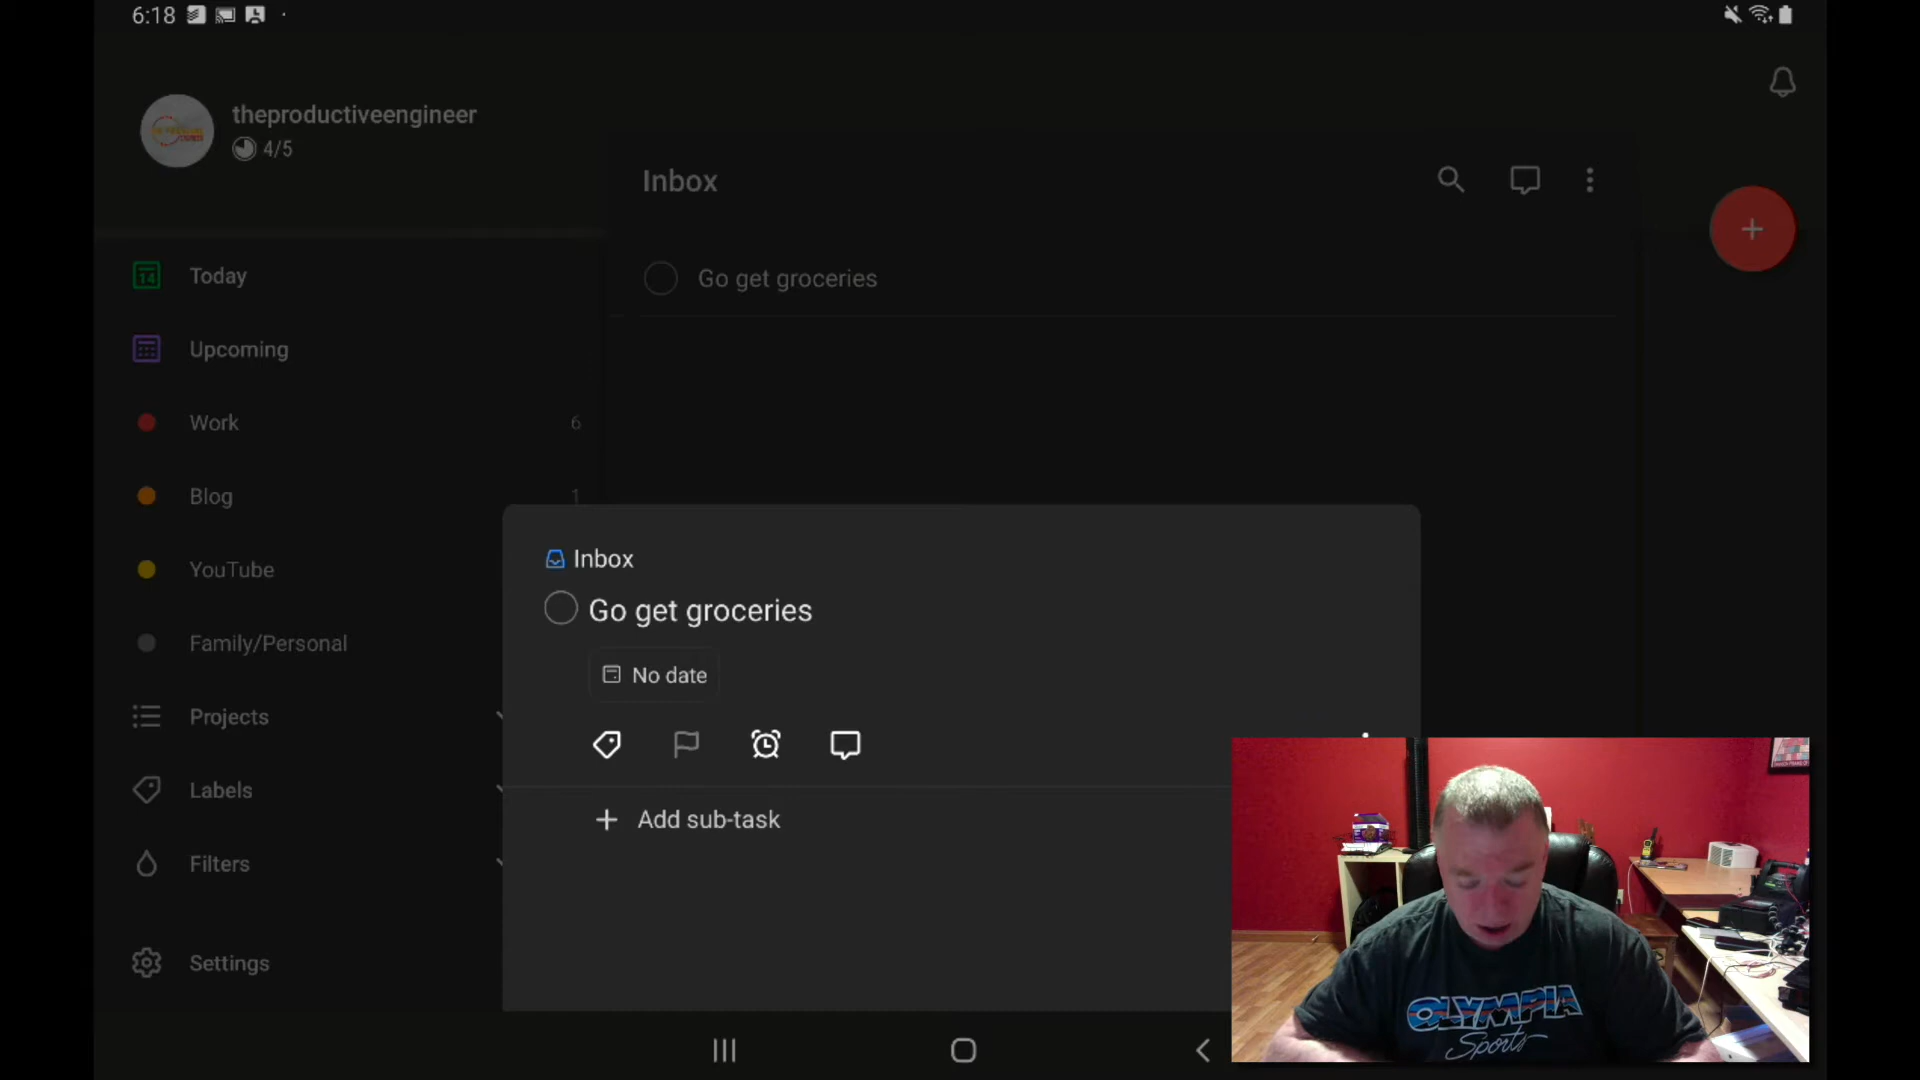 6:18
theproductiveengineer
4/5
Inbox
Go get groceries
14 Today
Upcoming
Work 6
Blog 1
YouTube
Family/Personal
Projects
Labels
Filters
Settings
Inbox
Go get groceries
No date
Add sub-task
OLYMPIA
Sports